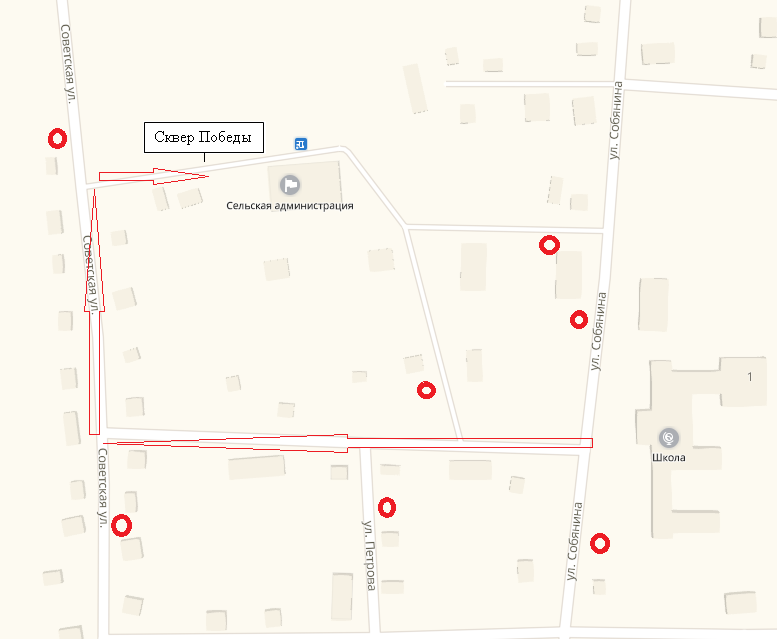 Советская ул.
ул. Собянина
Сквер Победы
Сельская администрация
Советская ул.
ул. Собянина
1
Школа
Советская ул.
ул. Петрова
ул. Собянина